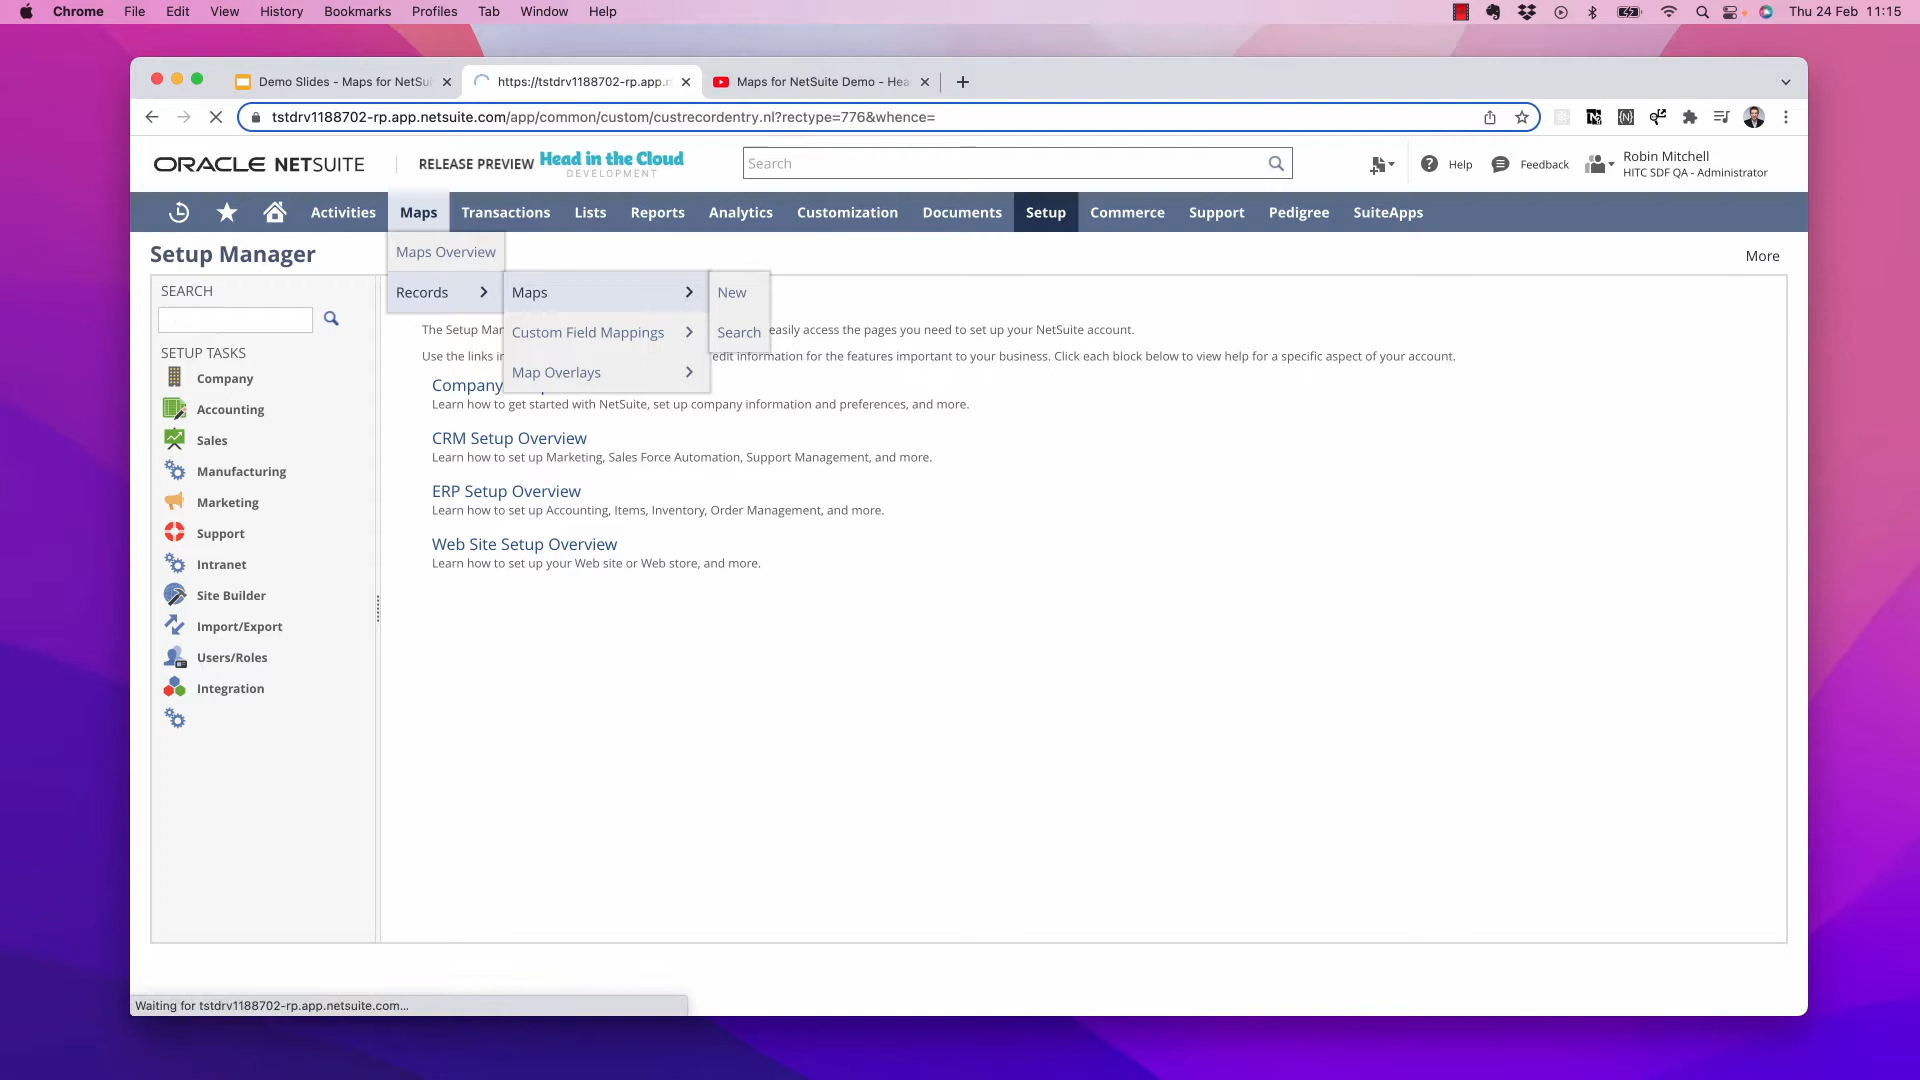 Chrome File Edit View History Bookmarks Profiles Tab Window Help Thu 24 Feb 11:15
Demo Slides - Maps for NetSui https://tstdrv1188702-rp.app.n Maps for NetSuite Demo - Hea
tstdrv1188702-rp.app.netsuite.com/app/common/custom/custrecordentry.nl?rectype=776&whence=
ORACLE NETSUITE RELEASE PREVIEW Head in the Cloud
DEVELOPMENT
Search
Help Feedback Robin Mitchell
HITC SDF QA - Administrator
Activities Maps Transactions Lists Reports Analytics Customization Documents Setup Commerce Support Pedigree SuiteApps
Setup Manager
More
Maps Overview
Records Maps New
Custom Field Mappings Search
Map Overlays
SEARCH
SETUP TASKS
Company
Accounting
Sales
Manufacturing
Marketing
Support
Intranet
Site Builder
Import/Export
Users/Roles
Integration
The Setup Man easily access the pages you need to set up your NetSuite account.
Use the links in edit information for the features important to your business. Click each block below to view help for a specific aspect of your account.
Company
Learn how to get started with NetSuite, set up company information and preferences, and more.
CRM Setup Overview
Learn how to set up Marketing, Sales Force Automation, Support Management, and more.
ERP Setup Overview
Learn how to set up Accounting, Items, Inventory, Order Management, and more.
Web Site Setup Overview
Learn how to set up your Web site or Web store, and more.
Waiting for tstdrv1188702-rp.app.netsuite.com...